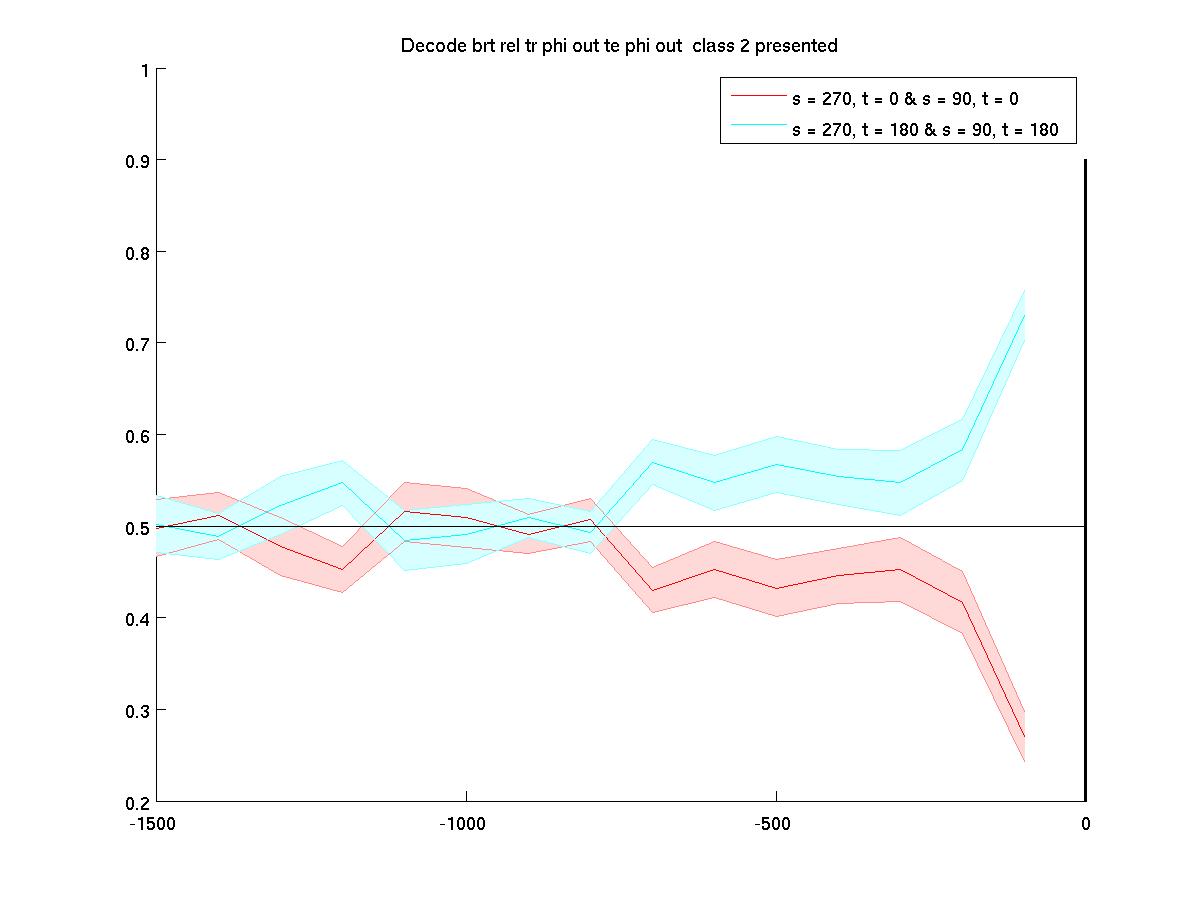 Decode brt rel tr phi out te phi out  class 2 presented
s = 270, t = 0 & s = 90, t = 0
s = 270, t = 180 & s = 90, t = 180
1
0.9
0.8
0.7
0.6
0.5
0.4
0.3
0.2
-1500 -1000 -500 0